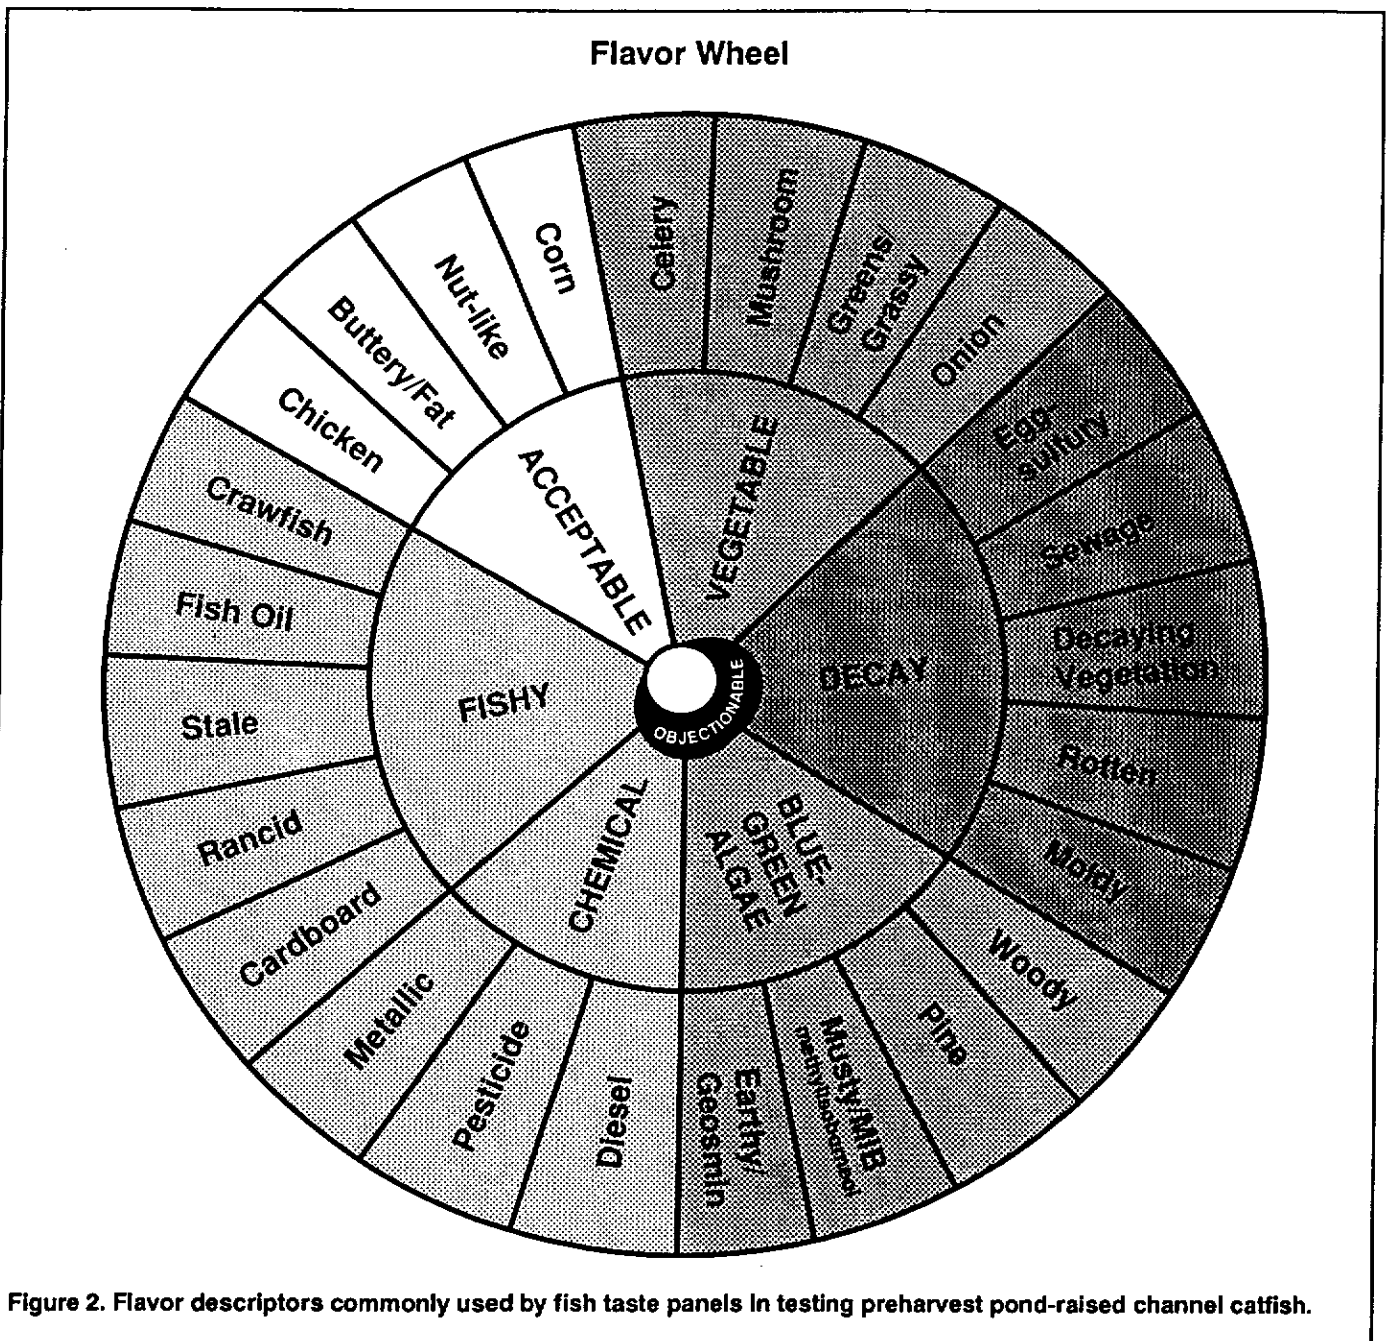 Flavor Wheel
Celery
Mushroom
Greens/
Grassy
Onion
Egg-
sulfury
Sewage
Decaying
Vegetation
Rotten
Moldy
Woody
Pine
Musty/MIB
methylisoborneol
Earthy/
Geosmin
Diesel
Pesticide
Metallic
Cardboard
Rancid
Stale
Fish Oil
Crawfish
Chicken
Buttery/Fat
Nut-like
Corn
ACCEPTABLE
VEGETABLE
DECAY
BLUE-
GREEN
ALGAE
CHEMICAL
FISHY
OBJECTIONABLE
Figure 2. Flavor descriptors commonly used by fish taste panels in testing preharvest pond-raised channel catfish.